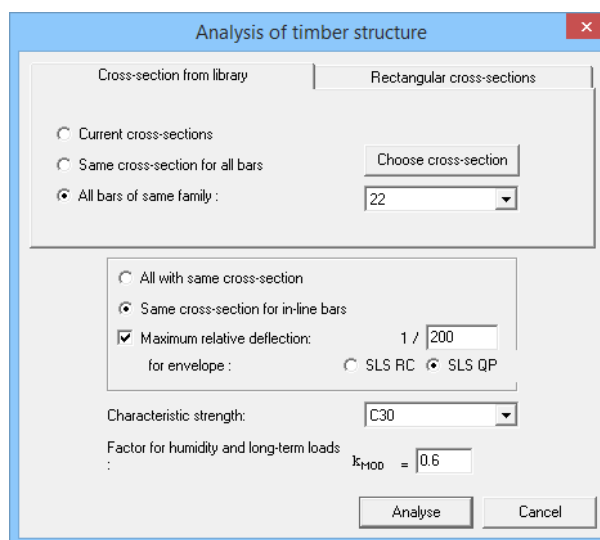 Analysis of timber structure
Cross-section from library
Rectangular cross-sections
Current cross-sections
Same cross-section for all bars
Choose cross-section
All bars of same family :
22
All with same cross-section
Same cross-section for in-line bars
Maximum relative deflection: 1 / 200
for envelope : SLS RC SLS QP
Characteristic strength: C30
Factor for humidity and long-term loads
: kMOD = 0.6
Analyse Cancel